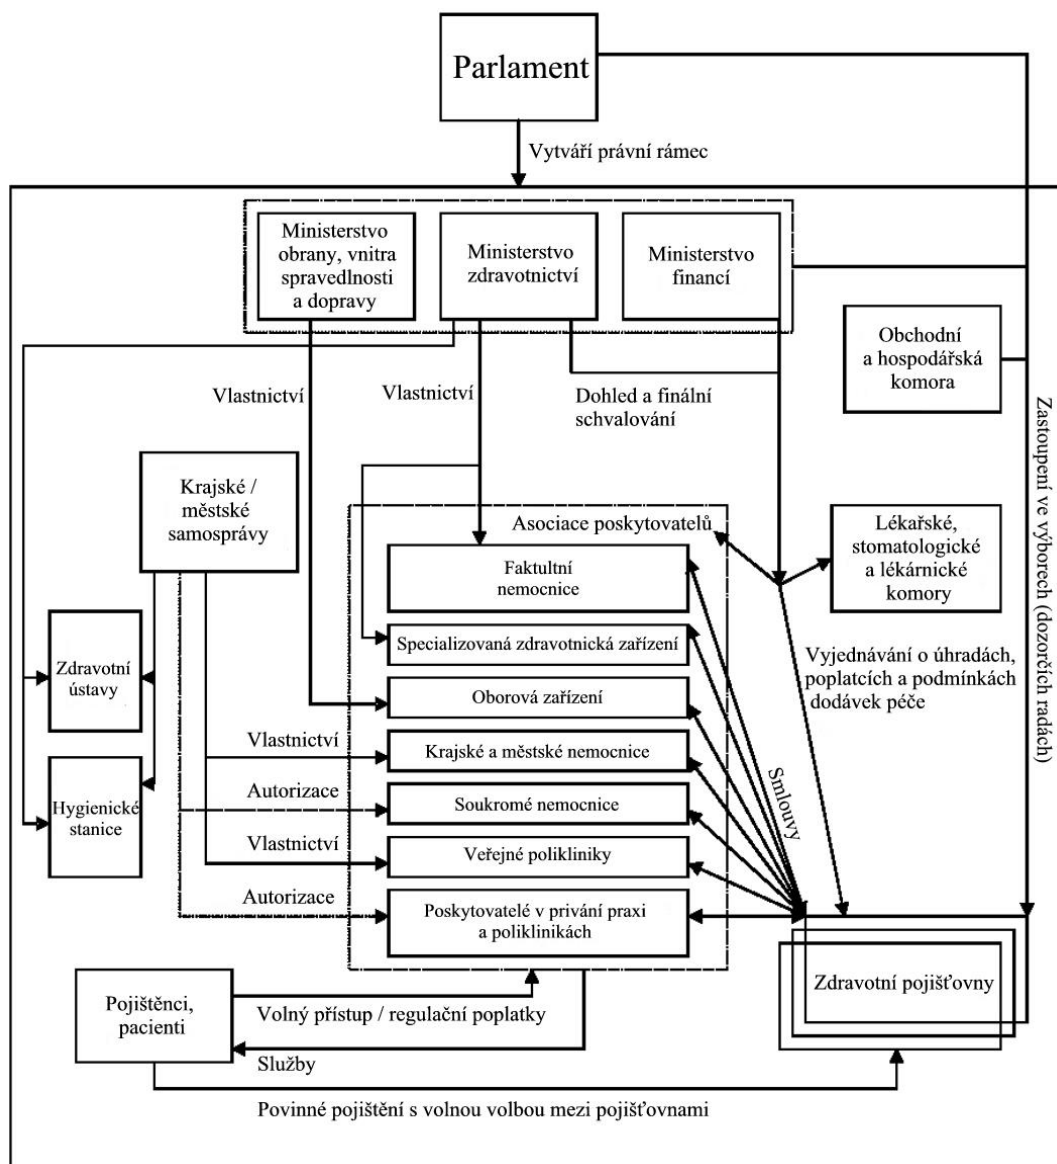 Parlament
Vytváří právní rámec
Ministerstvo
obrany, vnitra
spravedlnosti
a dopravy
Ministerstvo
zdravotnictví
Ministerstvo
financí
Obchodní
a hospodářská
komora
Vlastnictví
Vlastnictví
Dohled a finální
schvalování
Zastoupení ve výborech (dozorčích radách)
Krajské /
městské
samosprávy
Asociace poskytovatelů
Lékařské,
stomatologické
a lékárnické
komory
Faktultní
nemocnice
Specializovaná zdravotnická zařízení
Zdravotní
ústavy
Vyjednávání o úhradách,
poplatcích a podmínkách
dodávek péče
Oborová zařízení
Vlastnictví
Krajské a městské nemocnice
Smlouvy
Hygienické
stanice
Autorizace
Soukromé nemocnice
Vlastnictví
Veřejné polikliniky
Autorizace
Poskytovatelé v privání praxi
a poliklinikách
Zdravotní pojišťovny
Pojištěnci,
pacienti
Volný přístup / regulační poplatky
Služby
Povinné pojištění s volnou volbou mezi pojišťovnami